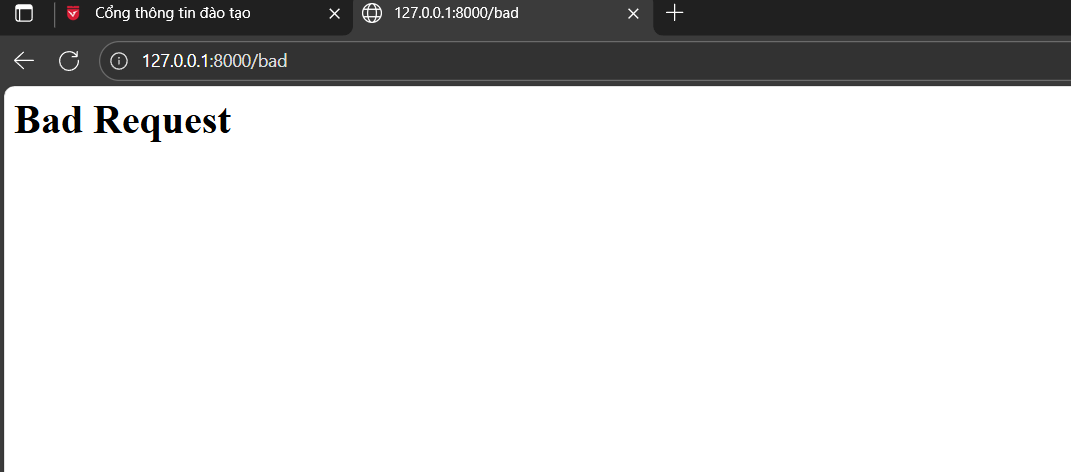 Cổng thông tin đào tạo
127.0.0.1:8000/bad
127.0.0.1:8000/bad
Bad Request